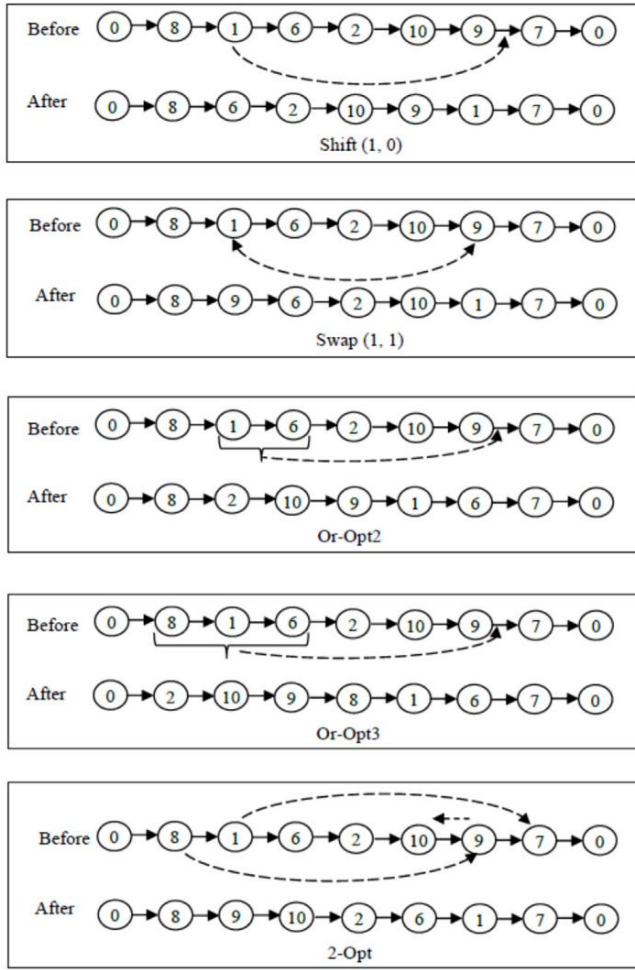 Before 0 8 1 6 2 10 9 7 0
After 0 8 6 2 10 9 1 7 0
Shift (1, 0)
Before 0 8 1 6 2 10 9 7 0
After 0 8 9 6 2 10 1 7 0
Swap (1, 1)
Before 0 8 1 6 2 10 9 7 0
After 0 8 2 10 9 1 6 7 0
Or-Opt2
Before 0 8 1 6 2 10 9 7 0
After 0 2 10 9 8 1 6 7 0
Or-Opt3
Before 0 8 1 6 2 10 9 7 0
After 0 8 9 10 2 6 1 7 0
2-Opt